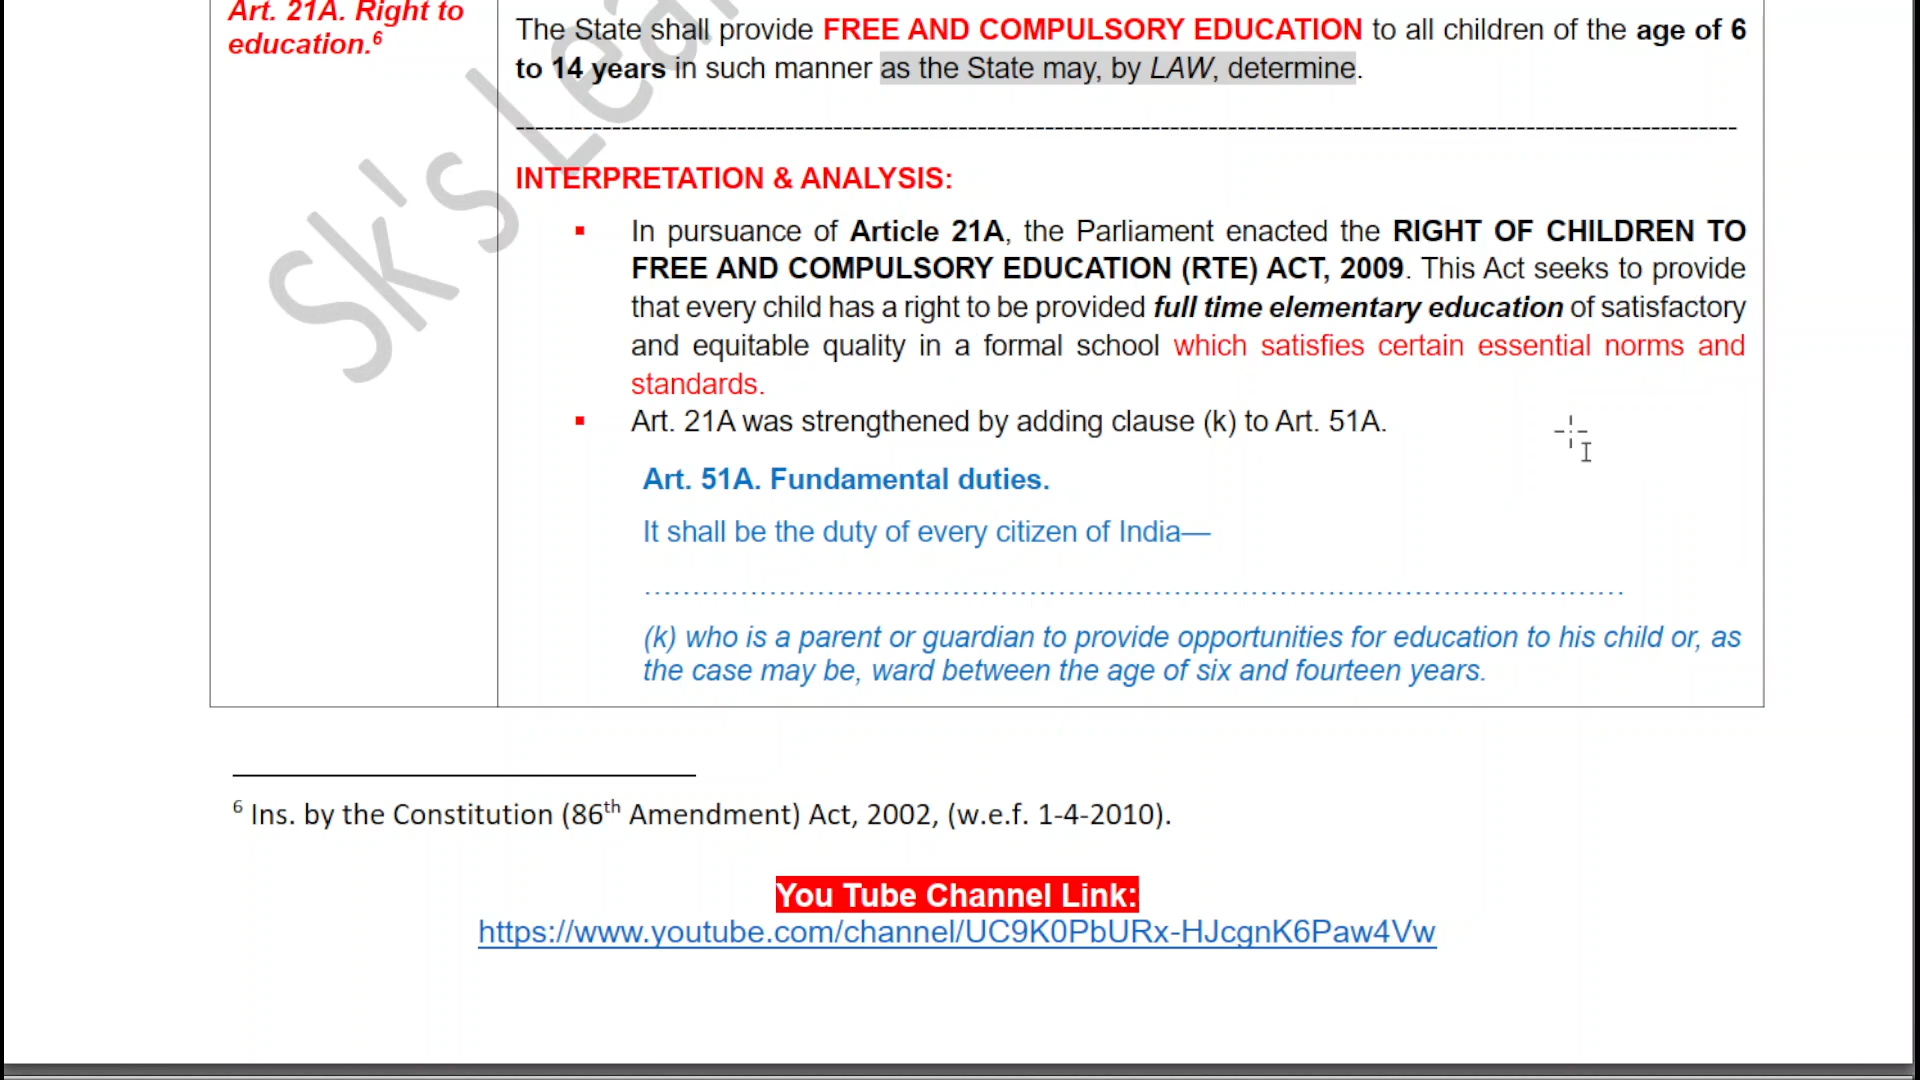 Art. 21A. Right to
education.6
The State shall provide FREE AND COMPULSORY EDUCATION to all children of the age of 6
to 14 years in such manner as the State may, by LAW, determine.
INTERPRETATION & ANALYSIS:
▪ In pursuance of Article 21A, the Parliament enacted the RIGHT OF CHILDREN TO
FREE AND COMPULSORY EDUCATION (RTE) ACT, 2009. This Act seeks to provide
that every child has a right to be provided full time elementary education of satisfactory
and equitable quality in a formal school which satisfies certain essential norms and
standards.
▪ Art. 21A was strengthened by adding clause (k) to Art. 51A.
Art. 51A. Fundamental duties.
It shall be the duty of every citizen of India—
(k) who is a parent or guardian to provide opportunities for education to his child or, as
the case may be, ward between the age of six and fourteen years.
6 Ins. by the Constitution (86th Amendment) Act, 2002, (w.e.f. 1-4-2010).
You Tube Channel Link:
https://www.youtube.com/channel/UC9K0PbURx-HJcgnK6Paw4Vw
Sk's